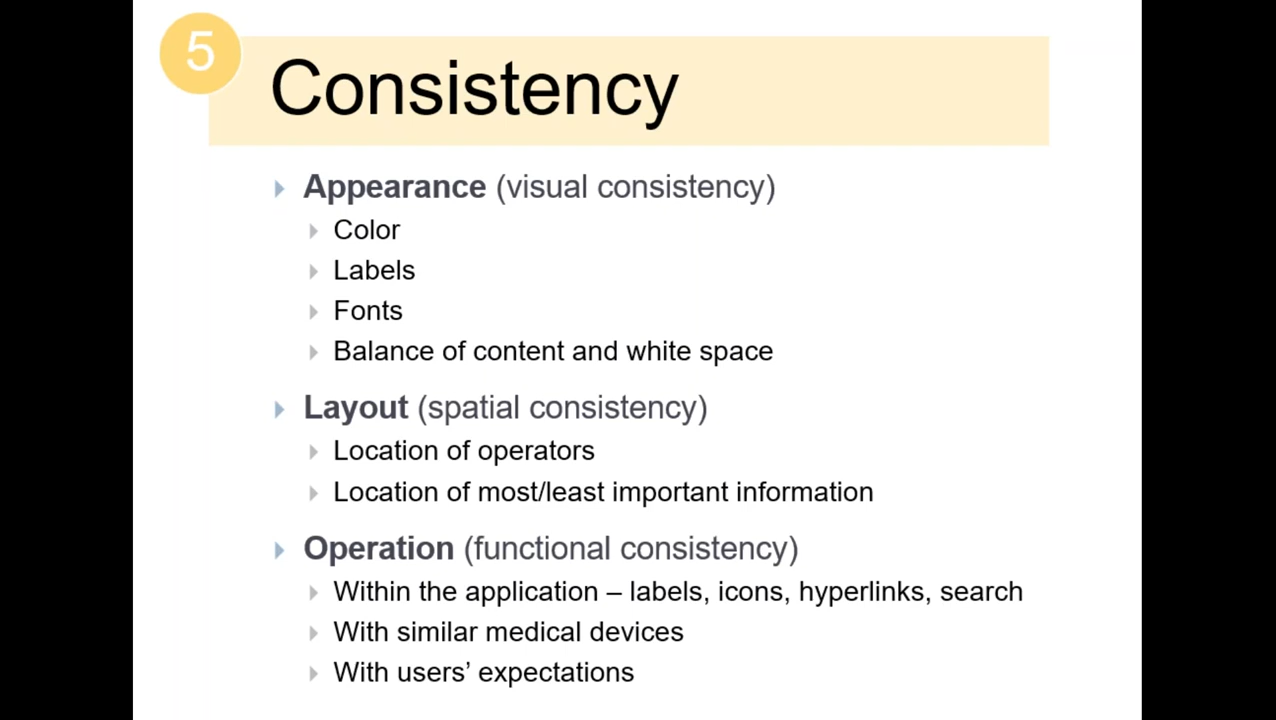 5
Consistency
Appearance (visual consistency)
Color
Labels
Fonts
Balance of content and white space
Layout (spatial consistency)
Location of operators
Location of most/least important information
Operation (functional consistency)
Within the application – labels, icons, hyperlinks, search
With similar medical devices
With users’ expectations